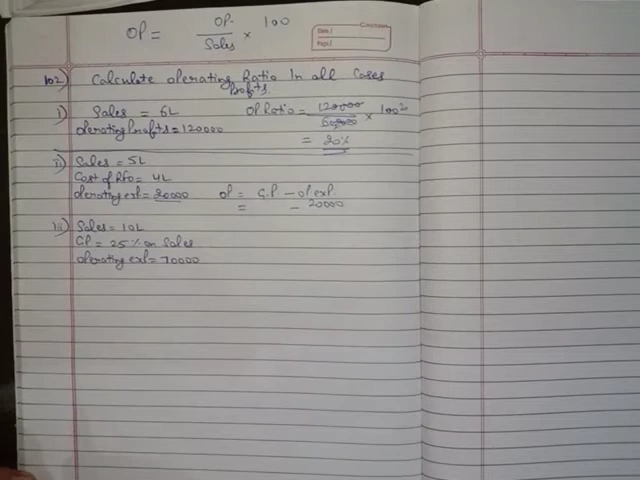 OP = OP / Sales × 100
Date /
Page /
102) Calculate Operating Ratio In all Cases
Profits
i) Sales = 6L OP Ratio = 120000 / 60,0000 × 100
Operating Profits = 120000
= 20%
ii) Sales = 5L
Cost of RFO = 4L
Operating exp = 20000 OP = G.P - OP exp.
= - 20000
iii) Sales = 10L
GP = 25% on Sales
Operating exp = 70000